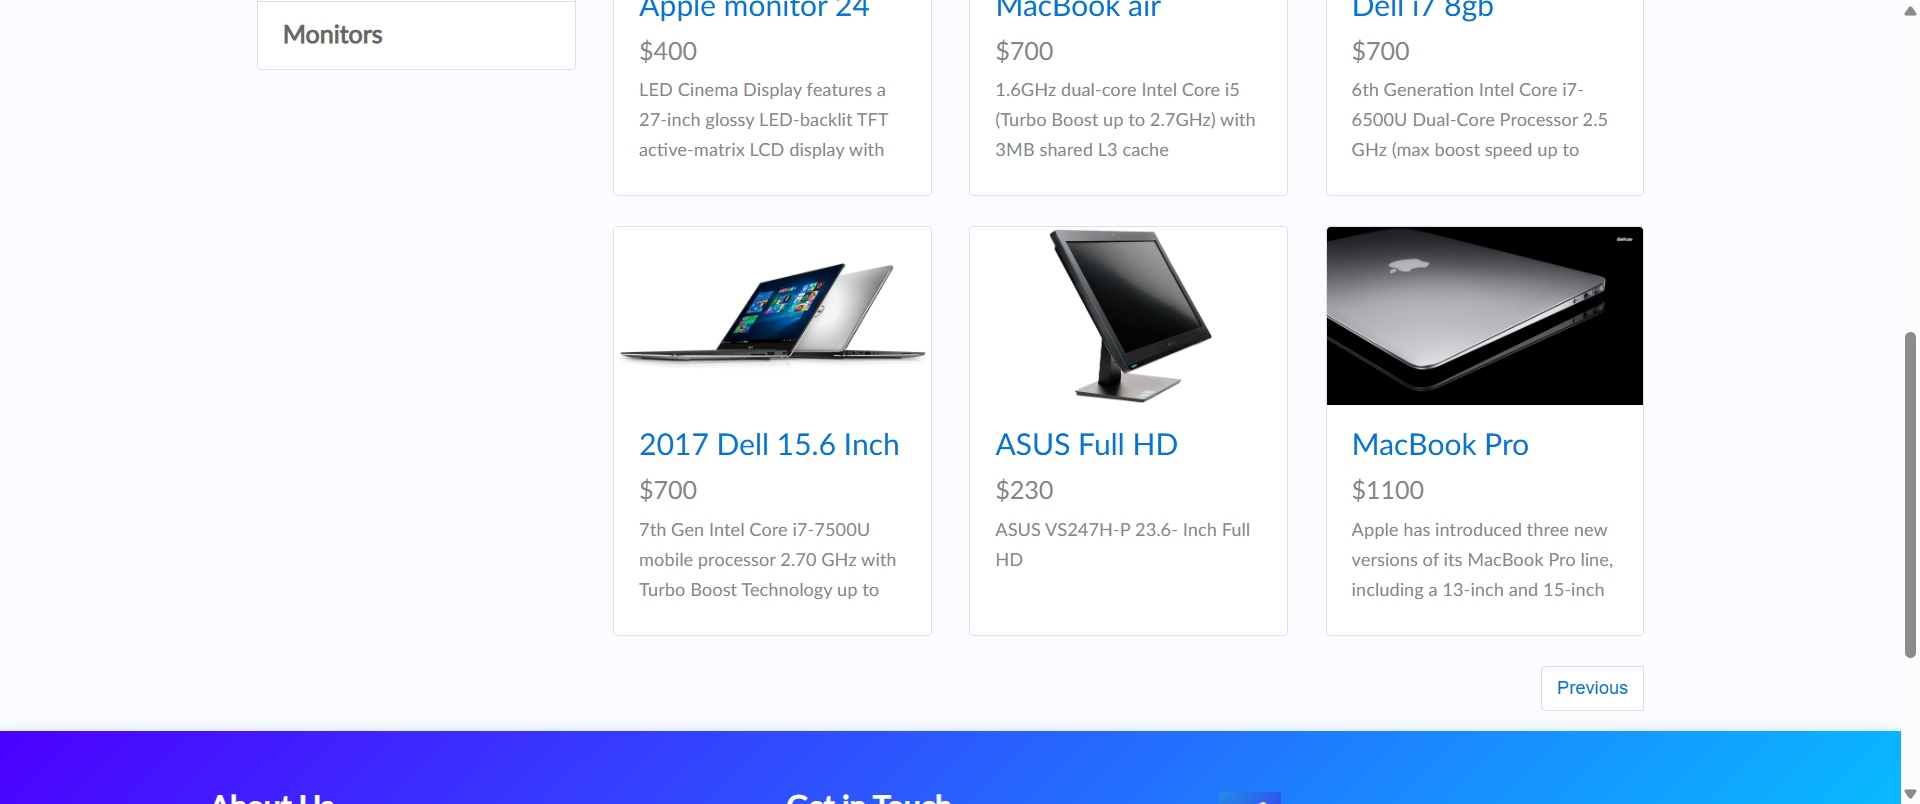 Monitors
Apple monitor 24
$400
LED Cinema Display features a
27-inch glossy LED-backlit TFT
active-matrix LCD display with
MacBook air
$700
1.6GHz dual-core Intel Core i5
(Turbo Boost up to 2.7GHz) with
3MB shared L3 cache
Dell i7 8gb
$700
6th Generation Intel Core i7-
6500U Dual-Core Processor 2.5
GHz (max boost speed up to
2017 Dell 15.6 Inch
$700
7th Gen Intel Core i7-7500U
mobile processor 2.70 GHz with
Turbo Boost Technology up to
ASUS Full HD
$230
ASUS VS247H-P 23.6- Inch Full
HD
MacBook Pro
$1100
Apple has introduced three new
versions of its MacBook Pro line,
including a 13-inch and 15-inch
Previous
About Us
Get in Touch